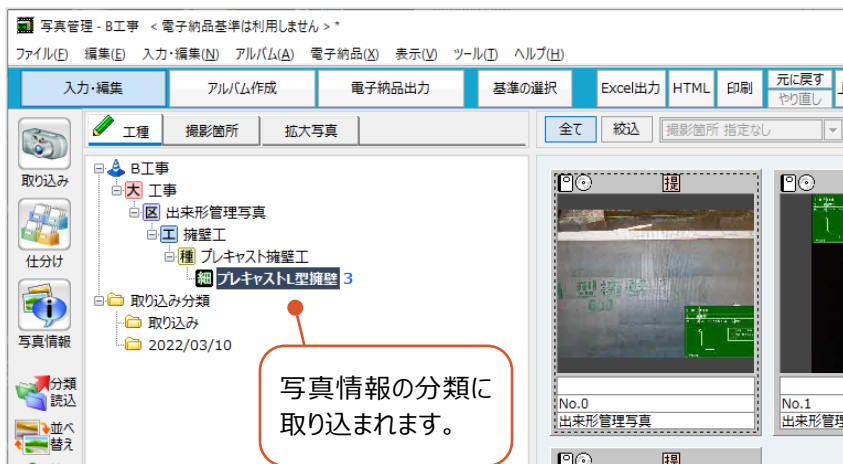 写真管理 - B工事 < 電子納品基準は利用しません > *
ファイル(F) 編集(E) 入力・編集(N) アルバム(A) 電子納品(X) 表示(V) ツール(T) ヘルプ(H)
入力・編集 アルバム作成 電子納品出力 基準の選択 Excel出力 HTML 印刷 元に戻す
やり直し
工種 撮影箇所 拡大写真 全て 絞込 撮影箇所 指定なし
取り込み
仕分け
写真情報
分類
読込
並べ
替え
B工事
大 工事
区 出来形管理写真
工 擁壁工
種 プレキャスト擁壁工
細 プレキャストL型擁壁 3
取り込み分類
取り込み
2022/03/10
写真情報の分類に
取り込まれます。
提
型擁壁
600
No.0
出来形管理写真
No.1
出来形管理
提